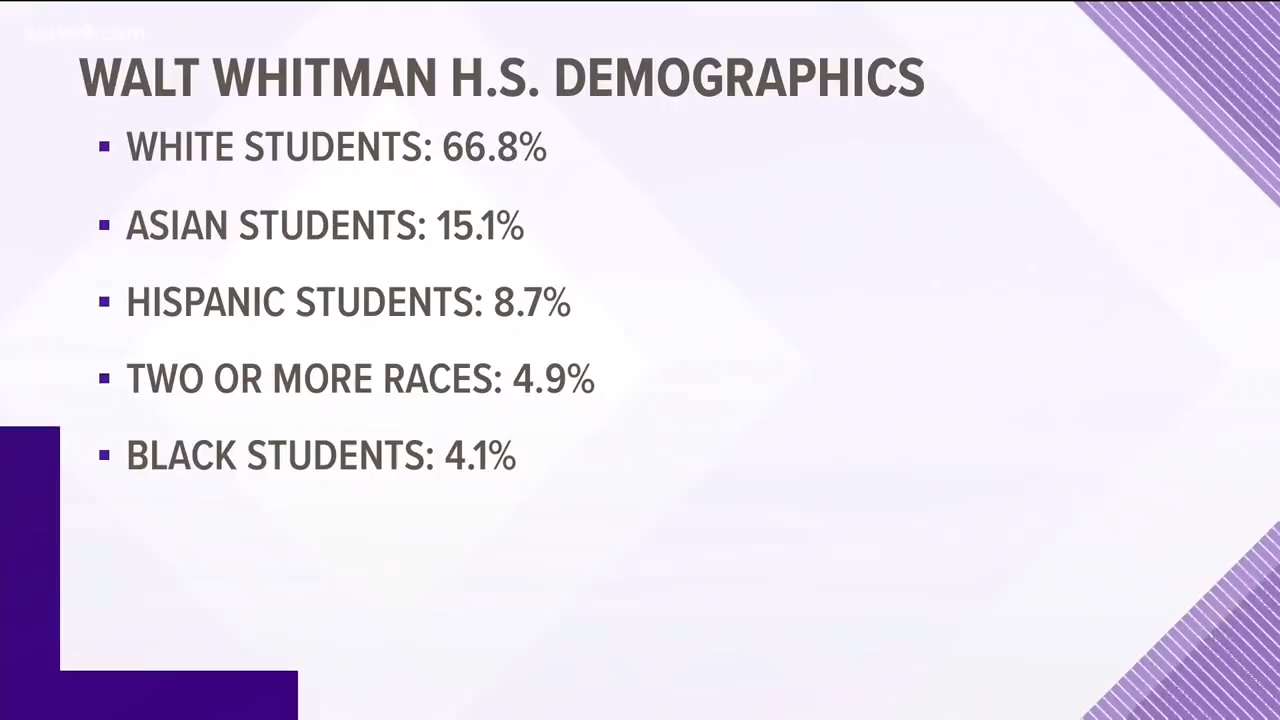 WALT WHITMAN H.S. DEMOGRAPHICS
WHITE STUDENTS: 66.8%
ASIAN STUDENTS: 15.1%
HISPANIC STUDENTS: 8.7%
TWO OR MORE RACES: 4.9%
BLACK STUDENTS: 4.1%